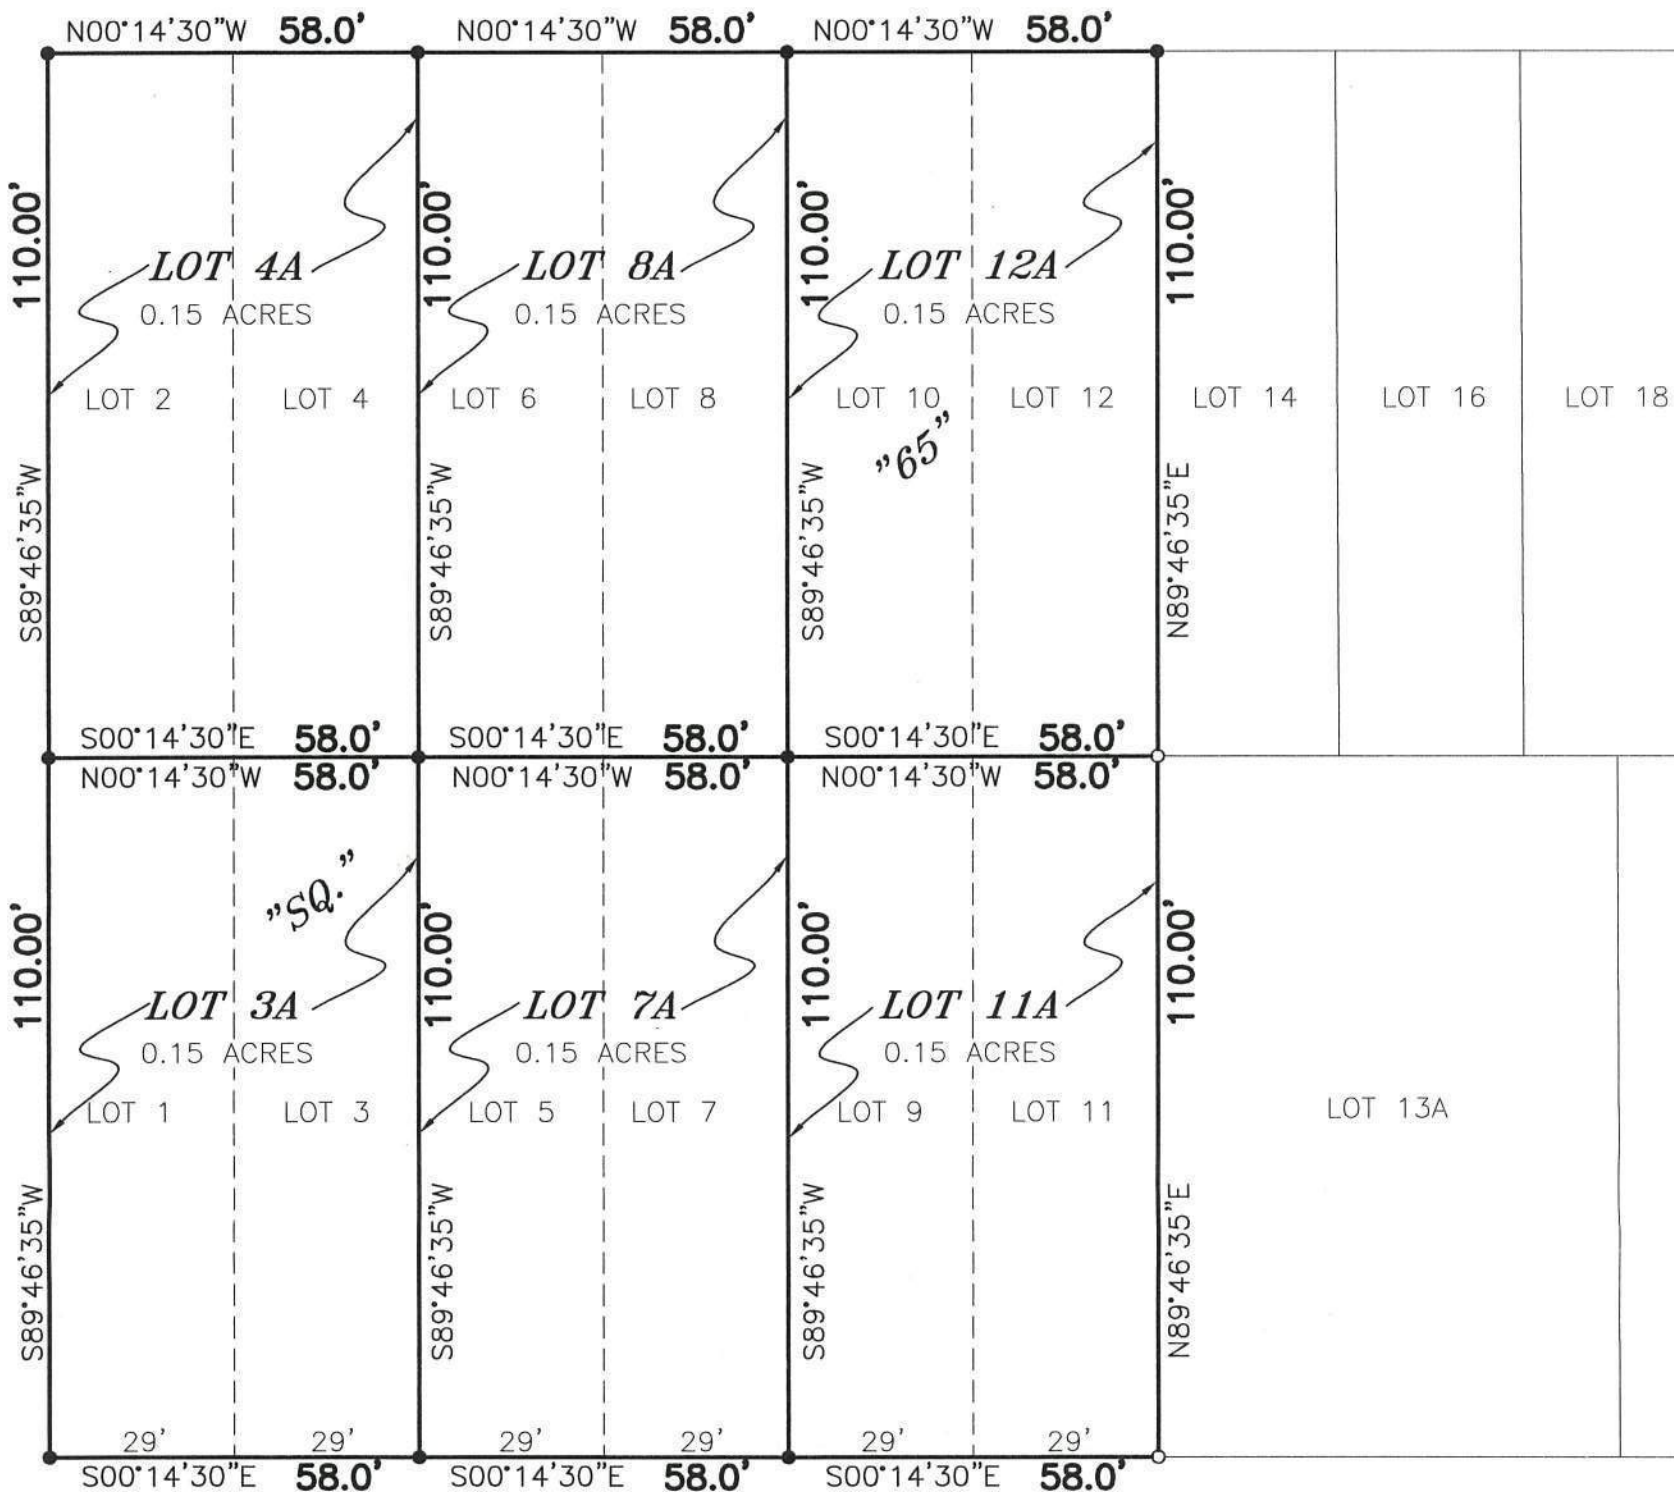 N00°14'30"W 58.0' N00°14'30"W 58.0' N00°14'30"W 58.0'
110.00' 110.00' 110.00' 110.00'
LOT 4A LOT 8A LOT 12A
0.15 ACRES 0.15 ACRES 0.15 ACRES
LOT 2 LOT 4 LOT 6 LOT 8 LOT 10 LOT 12 LOT 14 LOT 16 LOT 18
"65"
S89°46'35"W S89°46'35"W S89°46'35"W N89°46'35"E
S00°14'30"E 58.0' S00°14'30"E 58.0' S00°14'30"E 58.0'
N00°14'30"W 58.0' N00°14'30"W 58.0' N00°14'30"W 58.0'
"SQ."
110.00' 110.00' 110.00' 110.00'
LOT 3A LOT 7A LOT 11A
0.15 ACRES 0.15 ACRES 0.15 ACRES
LOT 1 LOT 3 LOT 5 LOT 7 LOT 9 LOT 11 LOT 13A
S89°46'35"W S89°46'35"W S89°46'35"W N89°46'35"E
29' 29' 29' 29' 29' 29'
S00°14'30"E 58.0' S00°14'30"E 58.0' S00°14'30"E 58.0'